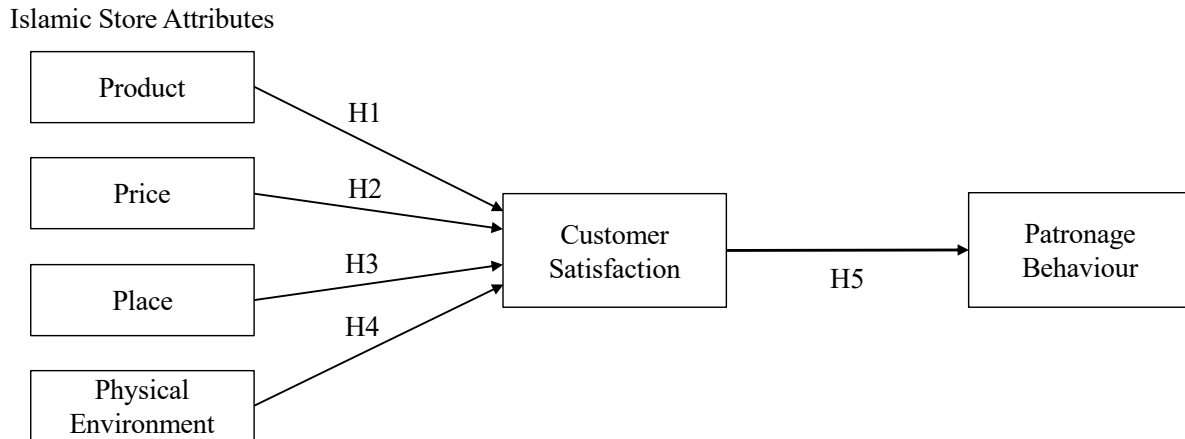 Islamic Store Attributes
Product
H1
Price
H2
Customer
Satisfaction
Patronage
Behaviour
H3
Place
H5
H4
Physical
Environment